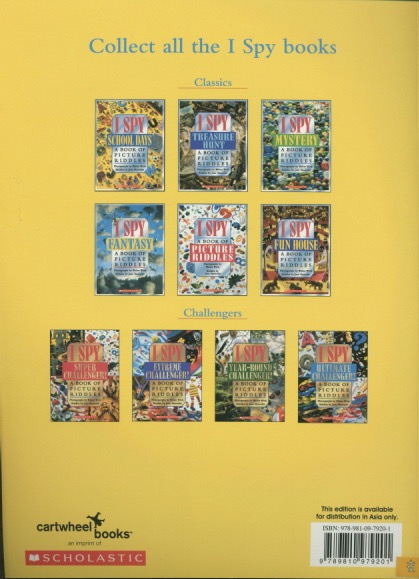 Collect all the I Spy books
Classics
I SPY
SCHOOL DAYS
A BOOK OF
PICTURE
RIDDLES
I SPY
TREASURE
HUNT
A BOOK OF
PICTURE
RIDDLES
I SPY
MYSTERY
A BOOK OF
PICTURE
RIDDLES
I SPY
FANTASY
A BOOK OF
PICTURE
RIDDLES
I SPY
A BOOK OF
PICTURE
RIDDLES
I SPY
FUN HOUSE
A BOOK OF
PICTURE
RIDDLES
Challengers
I SPY
SUPER
CHALLENGER!
A BOOK OF
PICTURE
RIDDLES
I SPY
EXTREME
CHALLENGER!
A BOOK OF
PICTURE
RIDDLES
I SPY
YEAR-ROUND
CHALLENGER!
A BOOK OF
PICTURE
RIDDLES
I SPY
ULTIMATE
CHALLENGER!
A BOOK OF
PICTURE
RIDDLES
cartwheel
books
an imprint of
SCHOLASTIC
This edition is available
for distribution in Asia only.
ISBN: 978-981-09-7920-1
9 789810 979201